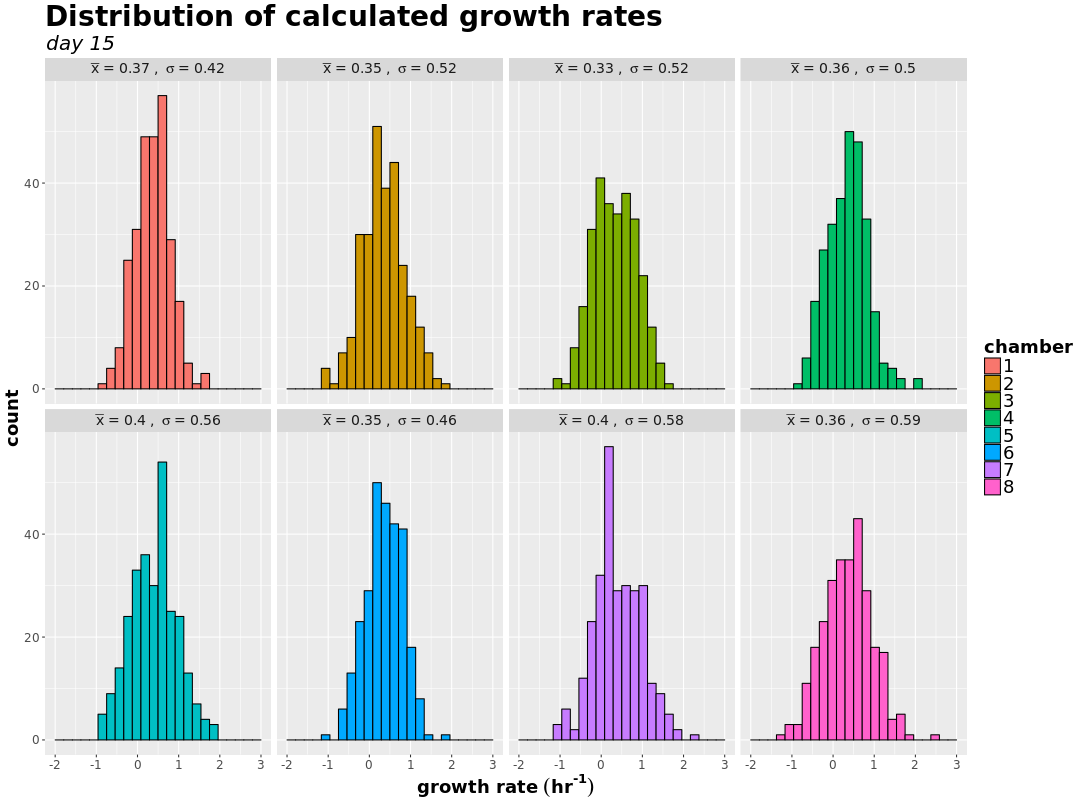 Distribution of calculated growth rates
day 15
x̅ = 0.37 , σ = 0.42
x̅ = 0.35 , σ = 0.52
x̅ = 0.33 , σ = 0.52
x̅ = 0.36 , σ = 0.5
40
20
0
x̅ = 0.4 , σ = 0.56
x̅ = 0.35 , σ = 0.46
x̅ = 0.4 , σ = 0.58
x̅ = 0.36 , σ = 0.59
40
20
0
-2 -1 0 1 2 3
-2 -1 0 1 2 3
-2 -1 0 1 2 3
-2 -1 0 1 2 3
count
growth rate (hr⁻¹)
chamber
1
2
3
4
5
6
7
8